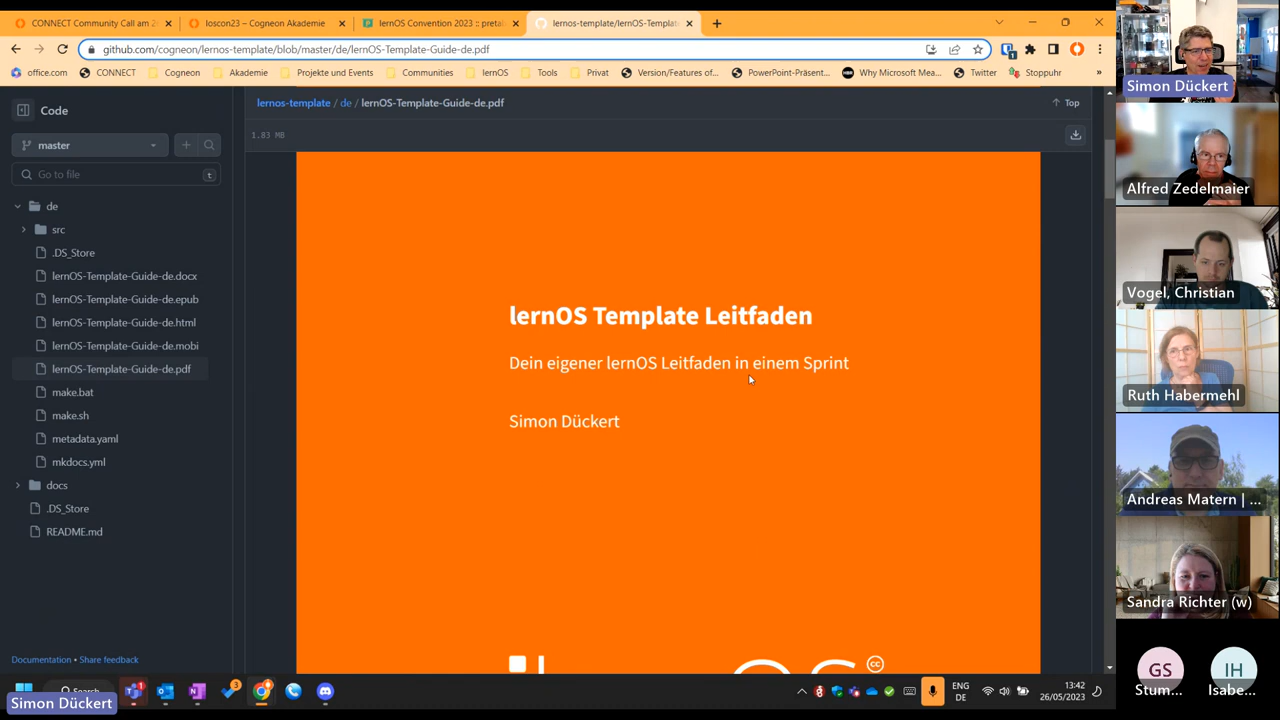 CONNECT Community Call am 2
loscon23 – Cogneon Akademie
lernOS Convention 2023 :: pretal
lernos-template/lernOS-Templat
github.com/cogneon/lernos-template/blob/master/de/lernOS-Template-Guide-de.pdf
office.com
CONNECT
Cogneon
Akademie
Projekte und Events
Communities
lernOS
Tools
Privat
Version/Features of...
PowerPoint-Präsent...
Why Microsoft Mea...
Twitter
Stoppuhr
»
Code
master
Go to file
t
de
src
.DS_Store
lernOS-Template-Guide-de.docx
lernOS-Template-Guide-de.epub
lernOS-Template-Guide-de.html
lernOS-Template-Guide-de.mobi
lernOS-Template-Guide-de.pdf
make.bat
make.sh
metadata.yaml
mkdocs.yml
docs
.DS_Store
README.md
Documentation • Share feedback
lernos-template / de / lernOS-Template-Guide-de.pdf
Top
1.83 MB
lernOS Template Leitfaden
Dein eigener lernOS Leitfaden in einem Sprint
Simon Dückert
cc
Simon Dückert
Alfred Zedelmaier
Vogel, Christian
Ruth Habermehl
Andreas Matern | ...
Sandra Richter (w)
GS
Stum...
IH
Isabe...
Search
Simon Dückert
ENG
DE
13:42
26/05/2023